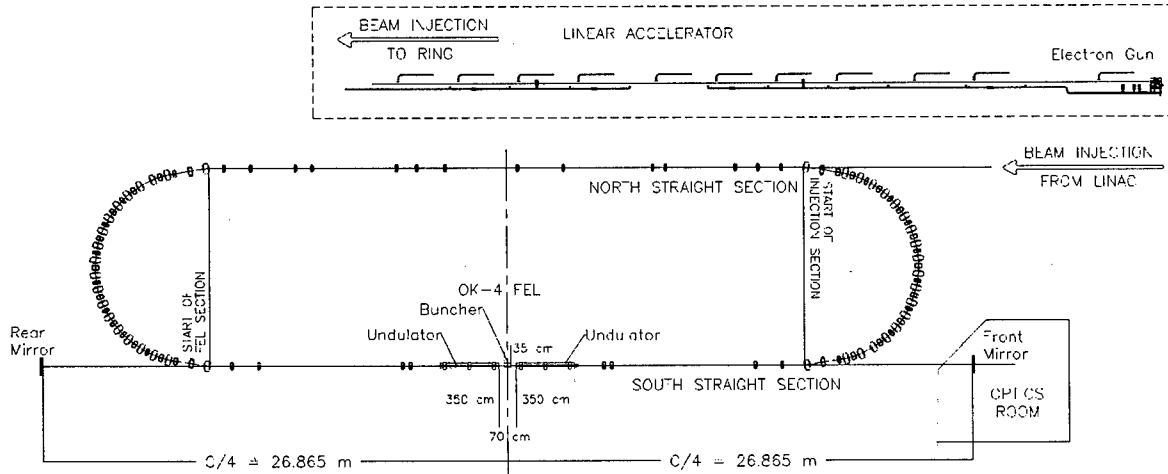 BEAM INJECTION
TO RING
LINEAR ACCELERATOR
Electron Gun
BEAM INJECTION
FROM LINAC
NORTH STRAIGHT SECTION
START OF
INJECTION SECTION
START OF
FEL SECTION
OK-4 FEL
Buncher
Undulator
Undulator
35 cm
Rear
Mirror
Front
Mirror
SOUTH STRAIGHT SECTION
350 cm
350 cm
OPTICS
ROOM
70 cm
C/4 = 26.865 m
C/4 = 26.865 m